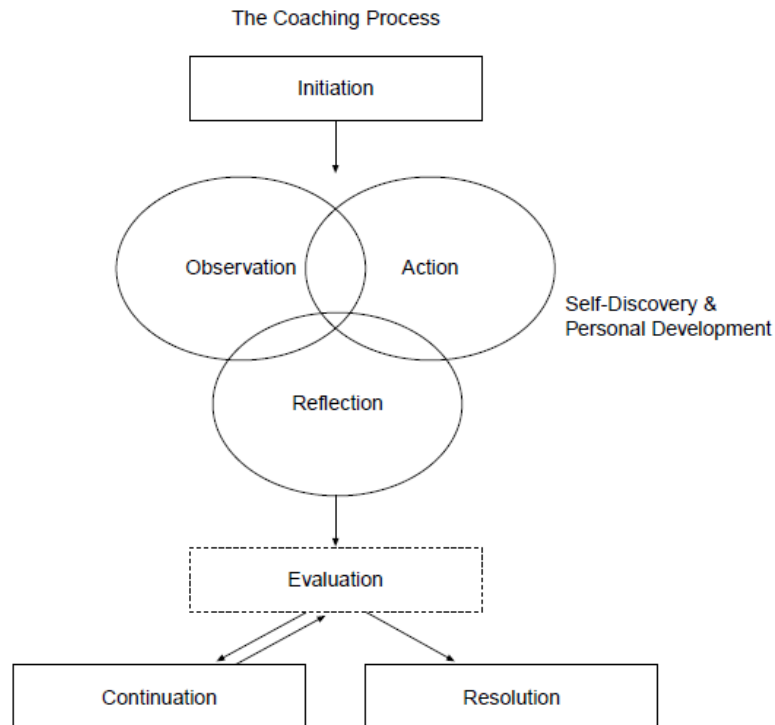 The Coaching Process
Initiation
Observation
Action
Self-Discovery &
Personal Development
Reflection
Evaluation
Continuation
Resolution